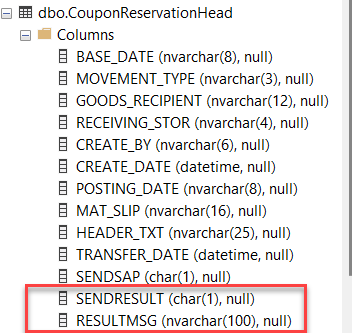 dbo.CouponReservationHead
Columns
BASE_DATE (nvarchar(8), null)
MOVEMENT_TYPE (nvarchar(3), null)
GOODS_RECIPIENT (nvarchar(12), null)
RECEIVING_STOR (nvarchar(4), null)
CREATE_BY (nvarchar(6), null)
CREATE_DATE (datetime, null)
POSTING_DATE (nvarchar(8), null)
MAT_SLIP (nvarchar(16), null)
HEADER_TXT (nvarchar(25), null)
TRANSFER_DATE (datetime, null)
SENDSAP (char(1), null)
SENDRESULT (char(1), null)
RESULTMSG (nvarchar(100), null)